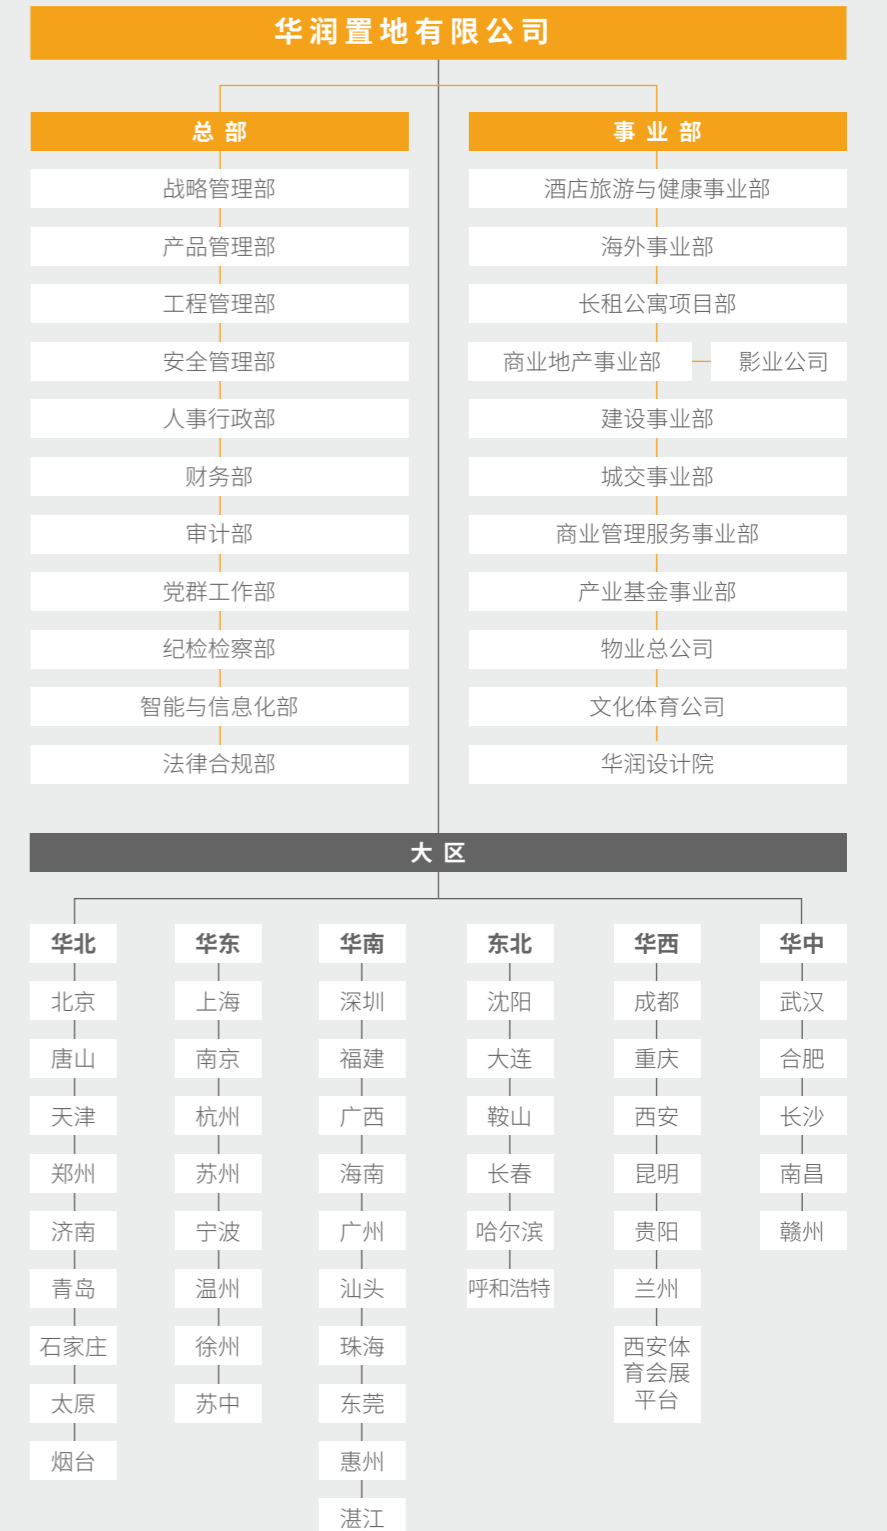 华润置地有限公司
总部
战略管理部
产品管理部
工程管理部
安全管理部
人事行政部
财务部
审计部
党群工作部
纪检检察部
智能与信息化部
法律合规部
事业部
酒店旅游与健康事业部
海外事业部
长租公寓项目部
商业地产事业部
影业公司
建设事业部
城交事业部
商业管理服务事业部
产业基金事业部
物业总公司
文化体育公司
华润设计院
大区
华北
北京
唐山
天津
郑州
济南
青岛
石家庄
太原
烟台
华东
上海
南京
杭州
苏州
宁波
温州
徐州
苏中
华南
深圳
福建
广西
海南
广州
汕头
珠海
东莞
惠州
湛江
东北
沈阳
大连
鞍山
长春
哈尔滨
呼和浩特
华西
成都
重庆
西安
昆明
贵阳
兰州
西安体
育会展
平台
华中
武汉
合肥
长沙
南昌
赣州